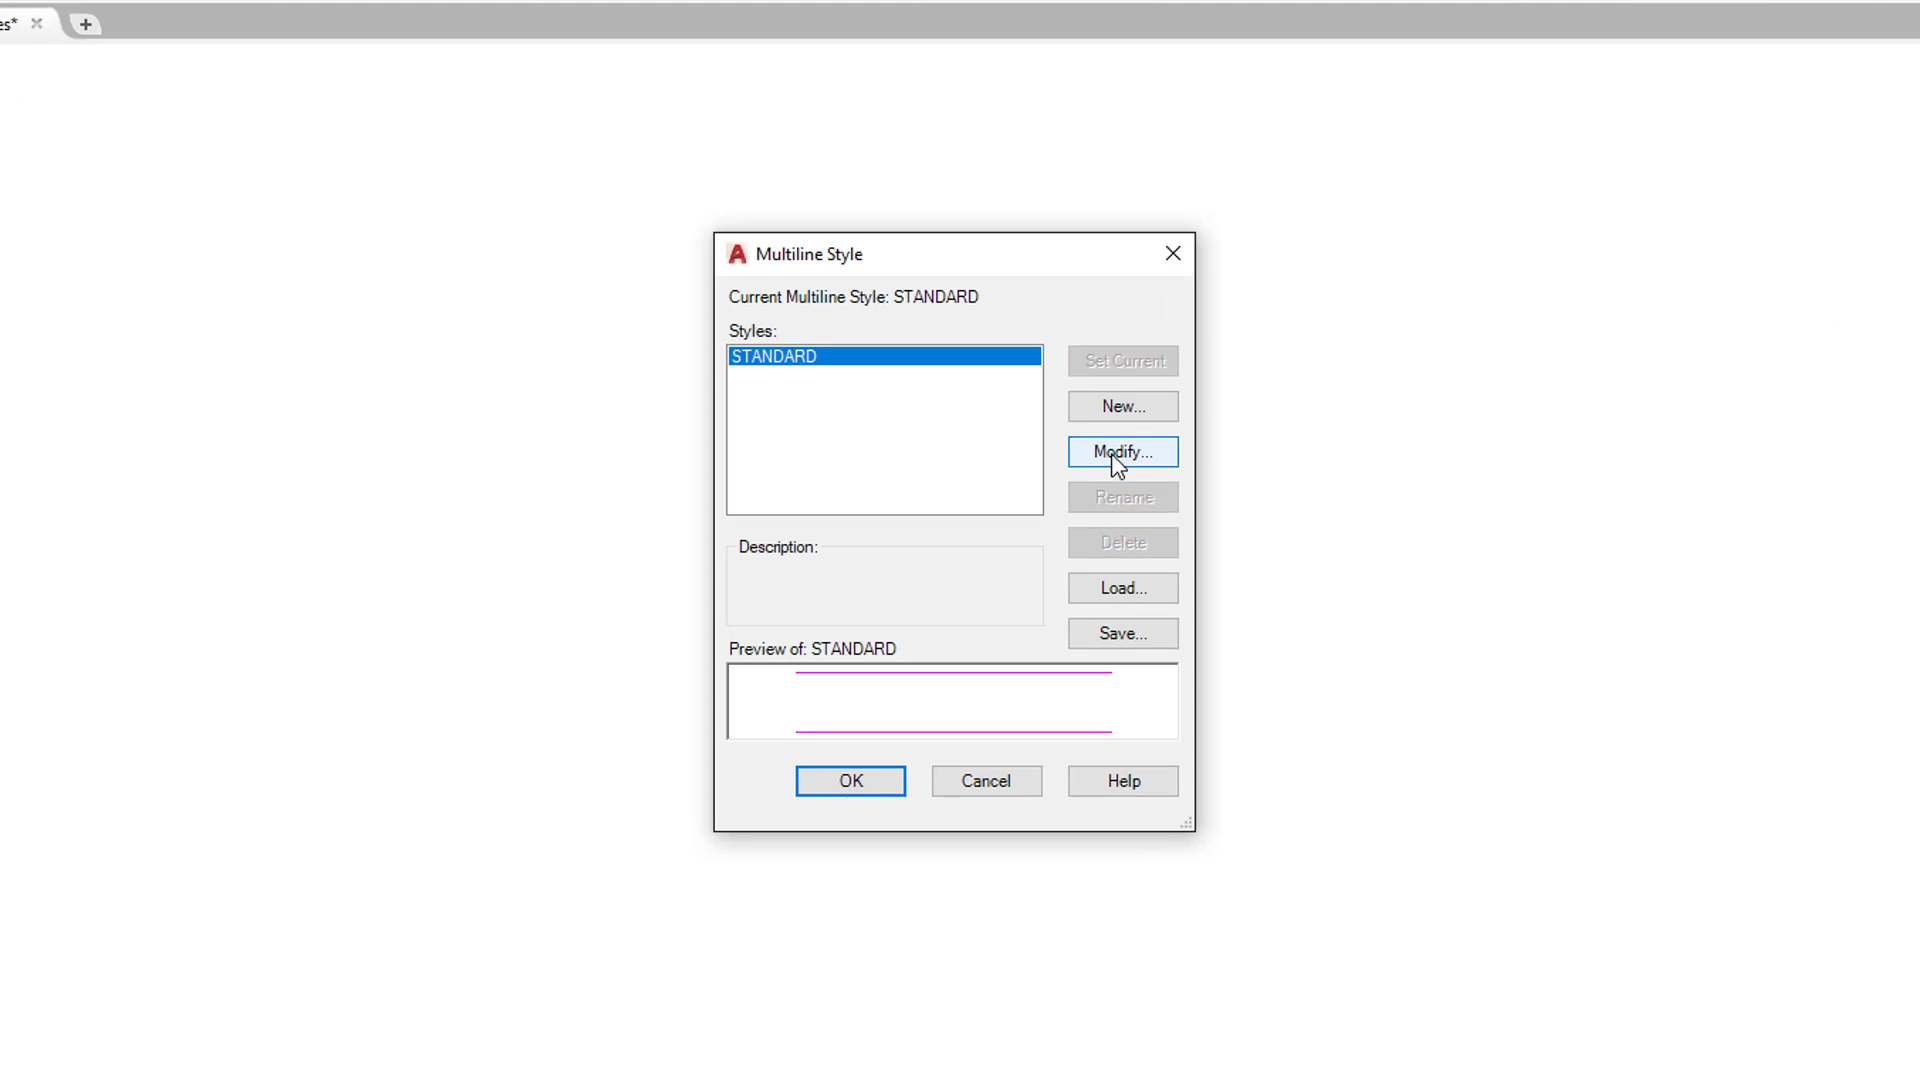 es*
Multiline Style
Current Multiline Style: STANDARD
Styles:
STANDARD
Set Current
New...
Modify...
Rename
Delete
Load...
Save...
Description:
Preview of: STANDARD
OK
Cancel
Help